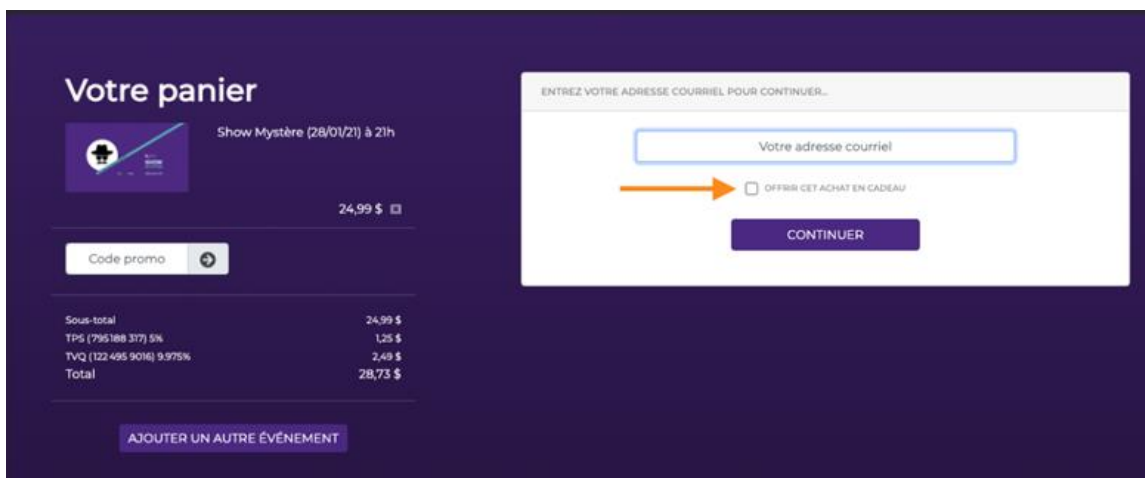 Votre panier
Show Mystère (28/01/21) à 21h
24,99 $
Code promo
Sous-total 24,99 $
TPS (795188 317) 5% 1,25 $
TVQ (122 495 9016) 9.975% 2,49 $
Total 28,73 $
AJOUTER UN AUTRE ÉVÉNEMENT
ENTREZ VOTRE ADRESSE COURRIEL POUR CONTINUER...
Votre adresse courriel
OFFRIR CET ACHAT EN CADEAU
CONTINUER